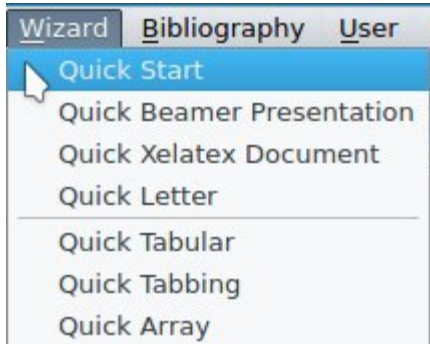 Wizard Bibliography User
Quick Start
Quick Beamer Presentation
Quick Xelatex Document
Quick Letter
Quick Tabular
Quick Tabbing
Quick Array